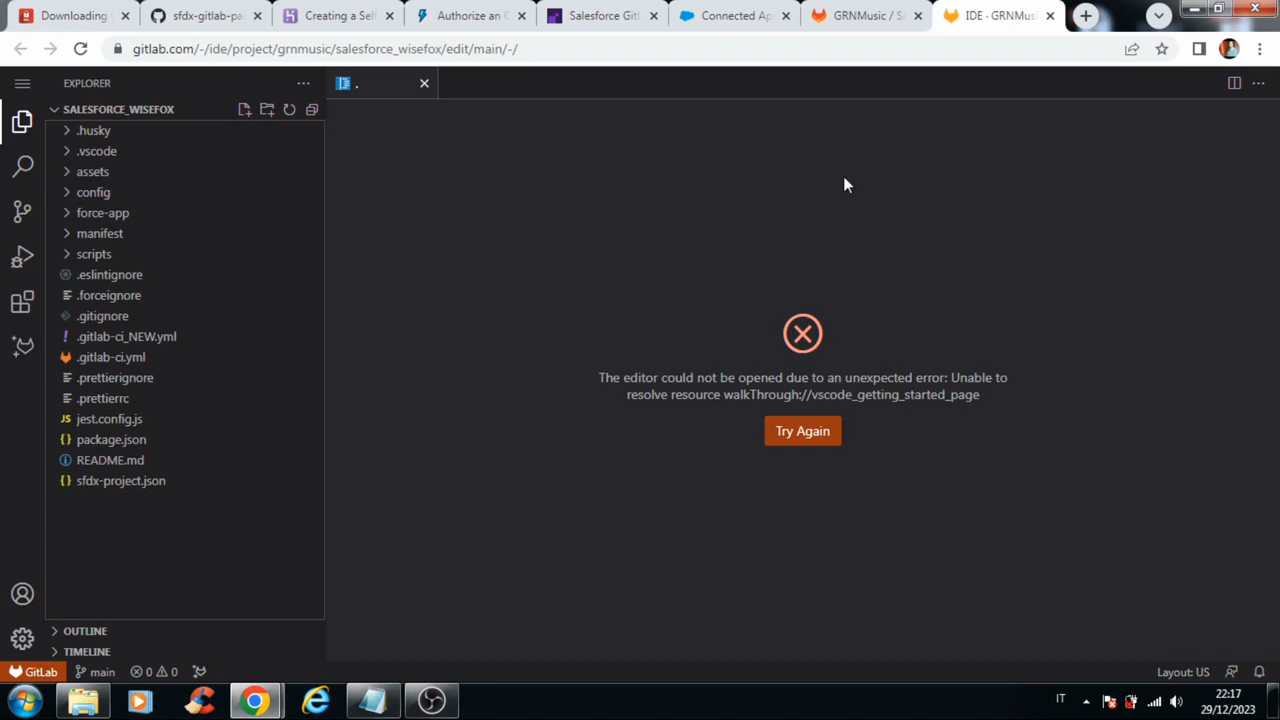 Downloading
sfdx-gitlab-pa
Creating a Sel
Authorize an
Salesforce Git
Connected Ap
GRNMusic / S
IDE · GRNMus
gitlab.com/-/ide/project/grnmusic/salesforce_wisefox/edit/main/-/
EXPLORER
.
SALESFORCE_WISEFOX
.husky
.vscode
assets
config
force-app
manifest
scripts
.eslintignore
.forceignore
.gitignore
! .gitlab-ci_NEW.yml
.gitlab-ci.yml
.prettierignore
.prettierrc
JS jest.config.js
{} package.json
README.md
{} sfdx-project.json
The editor could not be opened due to an unexpected error: Unable to
resolve resource walkThrough://vscode_getting_started_page
Try Again
OUTLINE
TIMELINE
GitLab main 0 0
Layout: US
IT
22:17
29/12/2023